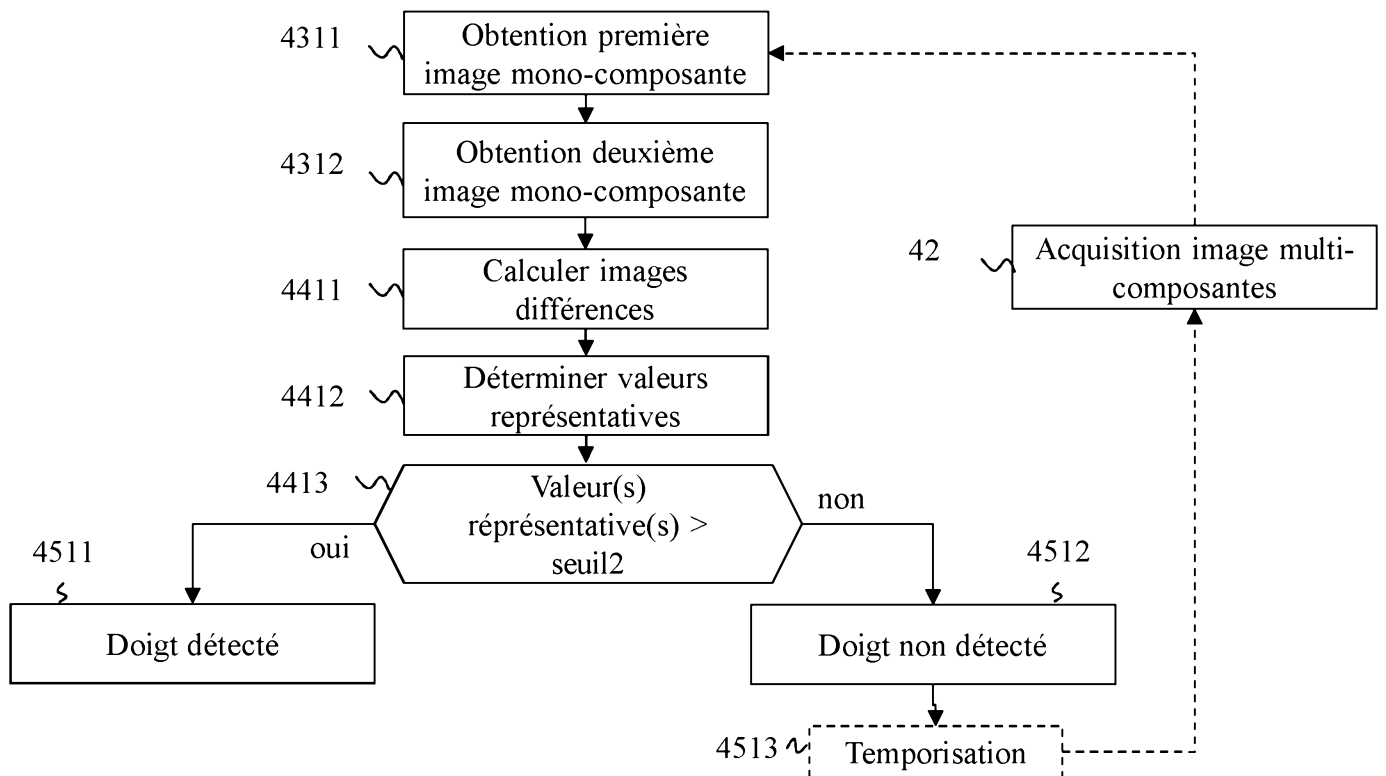 4311
Obtention première
image mono-composante
4312
Obtention deuxième
image mono-composante
42
Acquisition image multi-
composantes
4411
Calculer images
différences
4412
Déterminer valeurs
représentatives
4413
Valeur(s)
réprésentative(s) >
seuil2
oui
non
4511
Doigt détecté
4512
Doigt non détecté
4513
Temporisation